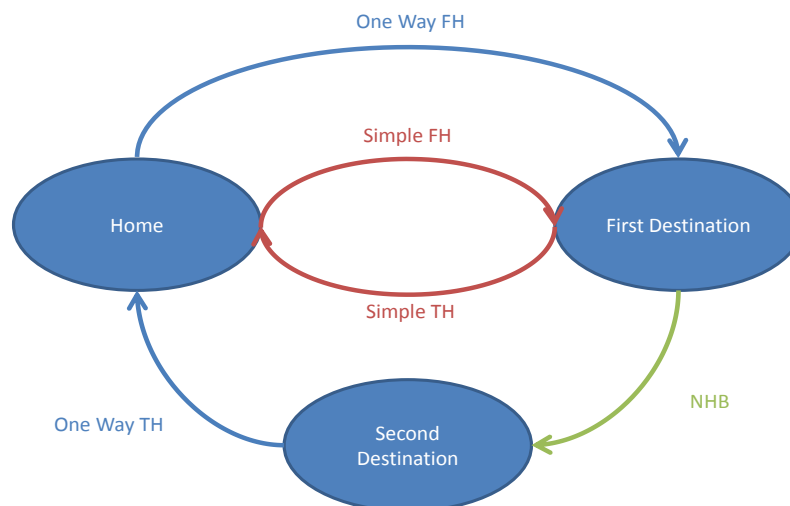 One Way FH
Simple FH
Home
First Destination
Simple TH
NHB
One Way TH
Second
Destination